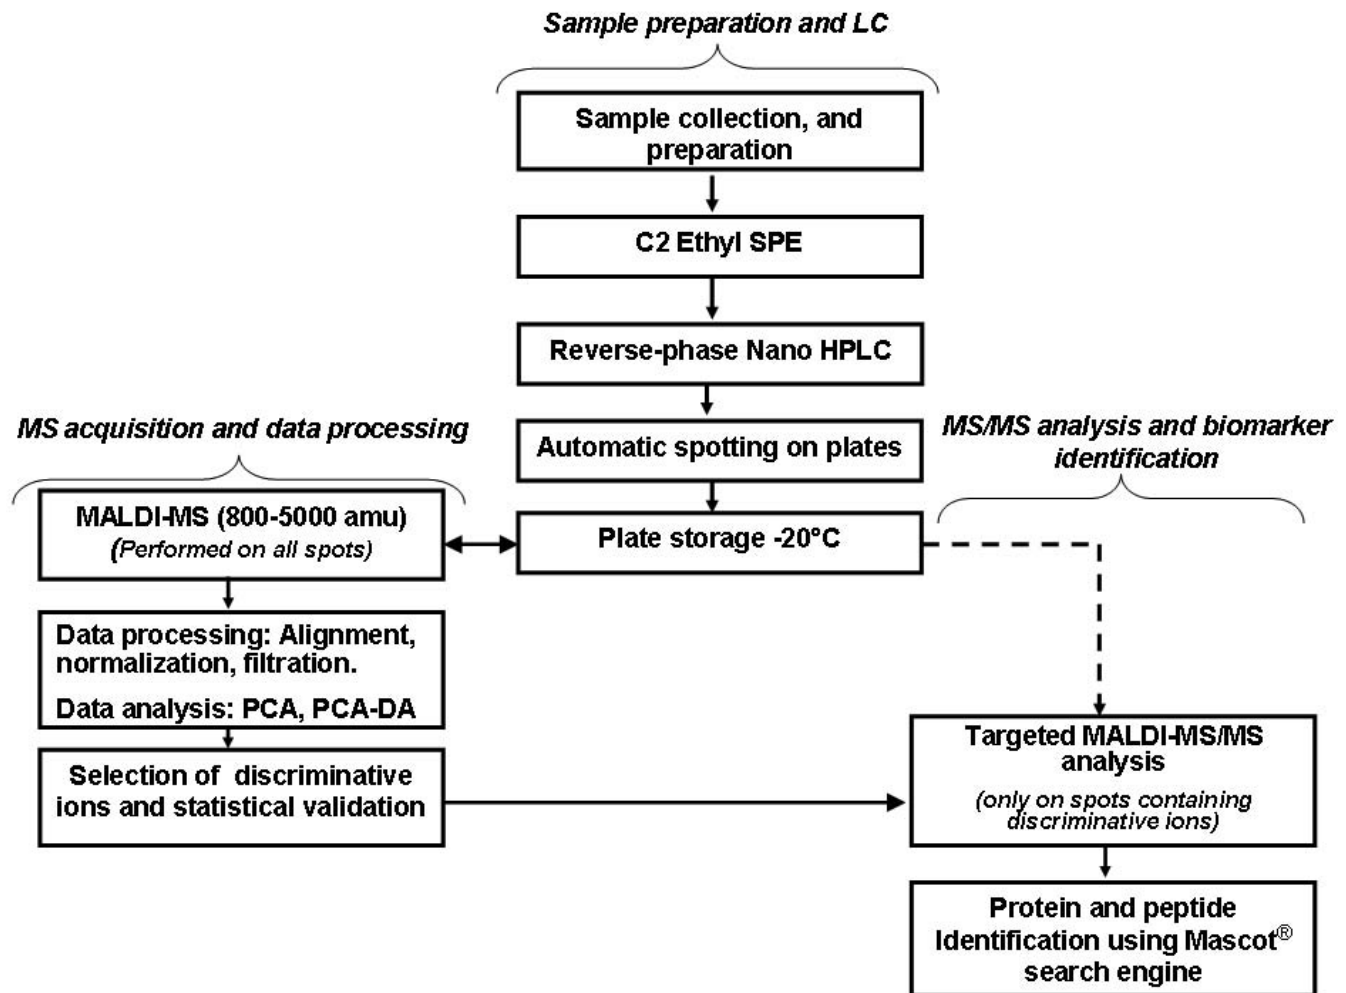 Sample preparation and LC
Sample collection, and
preparation
C2 Ethyl SPE
Reverse-phase Nano HPLC
Automatic spotting on plates
Plate storage -20°C
MS acquisition and data processing
MALDI-MS (800-5000 amu)
(Performed on all spots)
Data processing: Alignment,
normalization, filtration.
Data analysis: PCA, PCA-DA
Selection of discriminative
ions and statistical validation
MS/MS analysis and biomarker
identification
Targeted MALDI-MS/MS
analysis
(only on spots containing
discriminative ions)
Protein and peptide
Identification using Mascot®
search engine